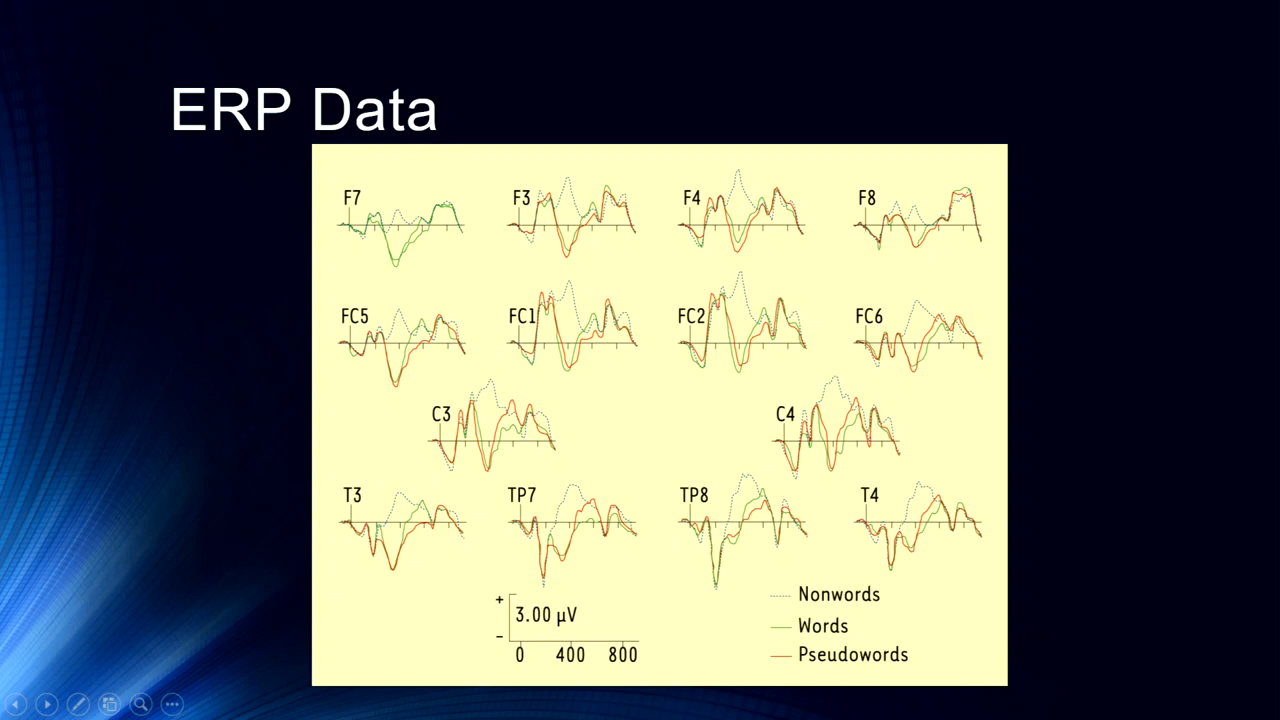 ERP Data
F7 F3 F4 F8
FC5 FC1 FC2 FC6
C3 C4
T3 TP7 TP8 T4
+
3.00 µV
−
0 400 800
Nonwords
Words
Pseudowords